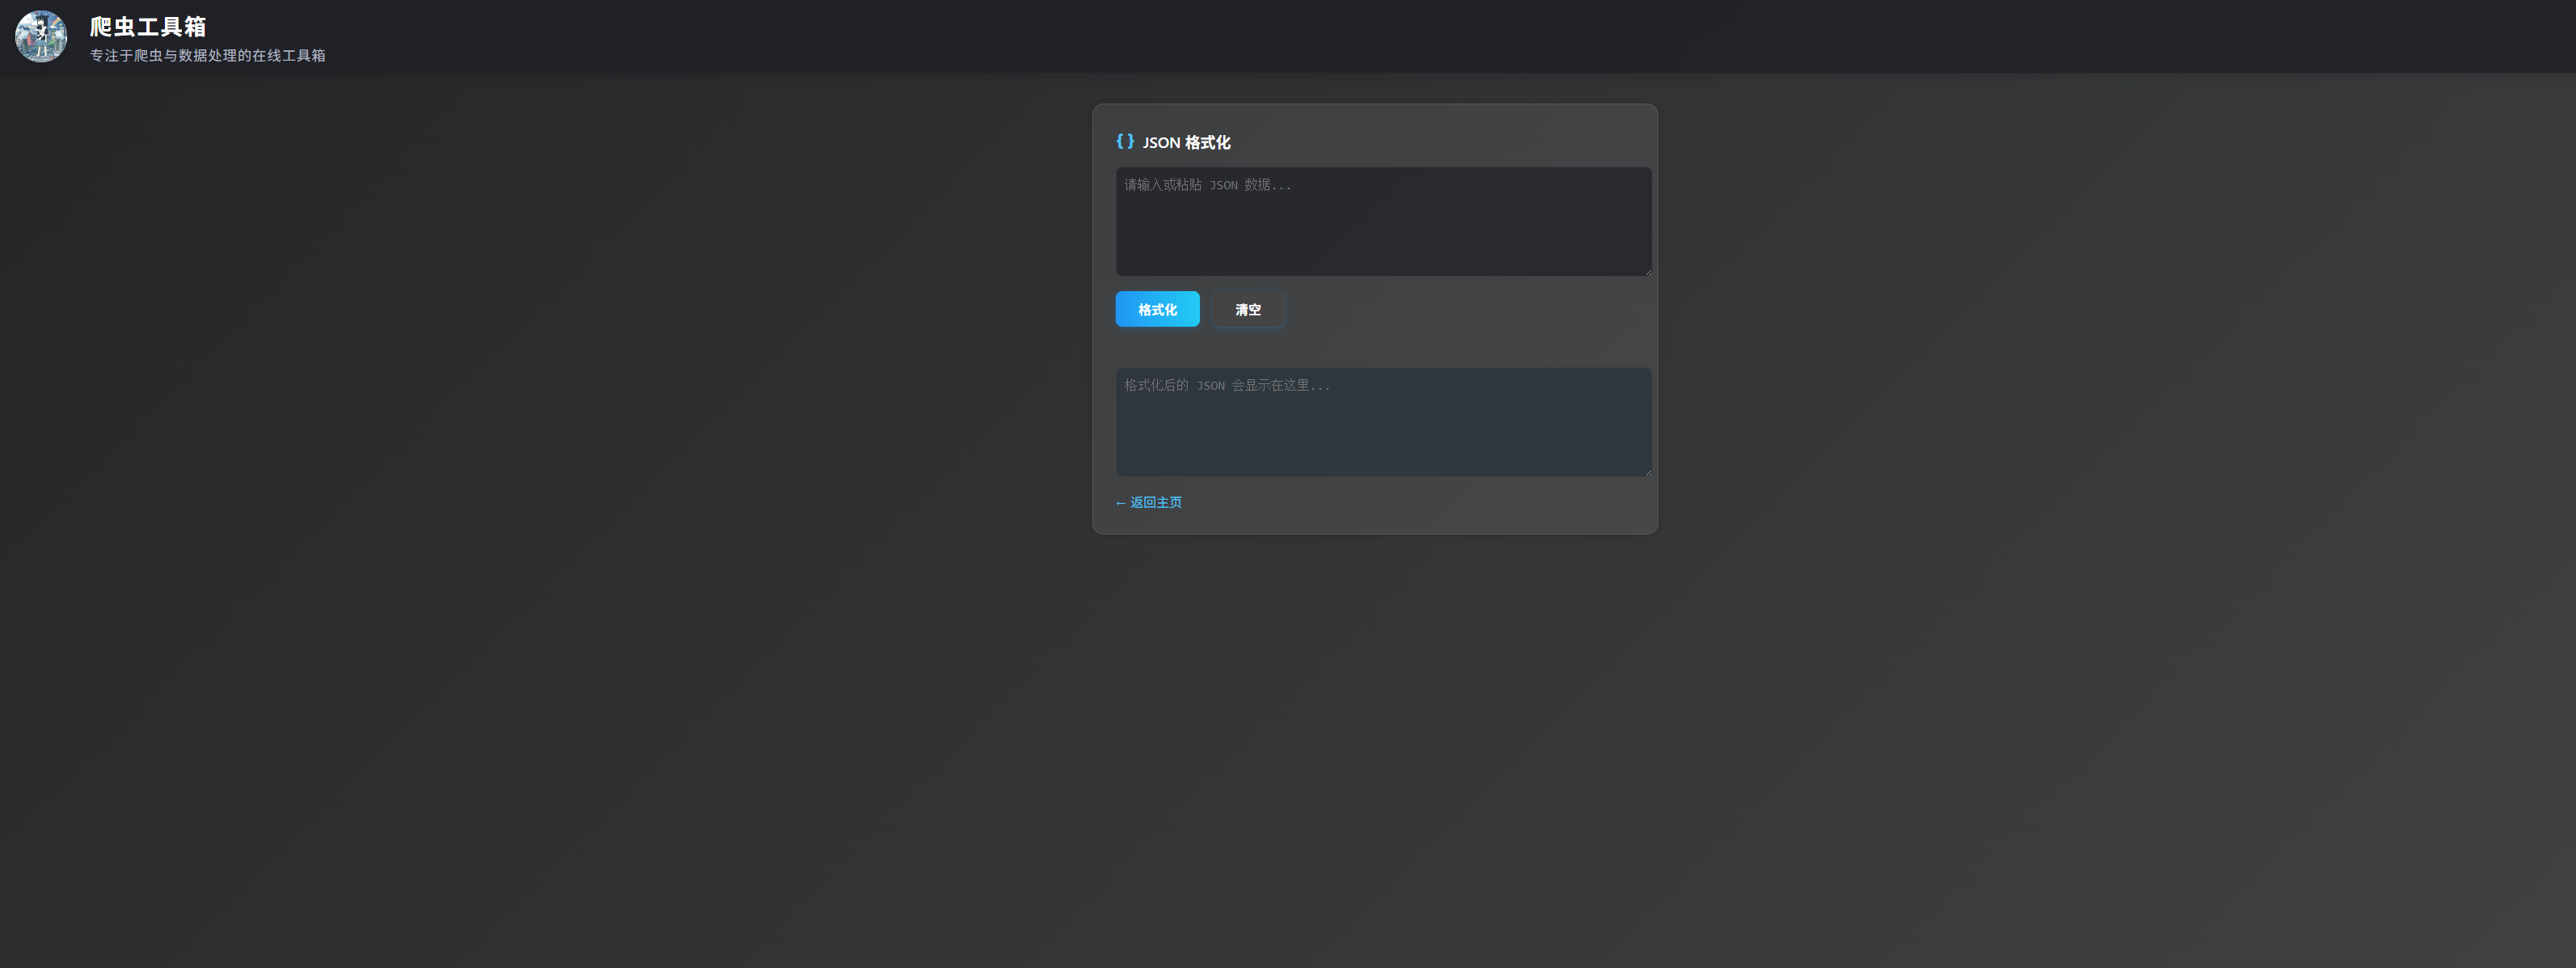 爬虫工具箱
专注于爬虫与数据处理的在线工具箱
{ } JSON 格式化
请输入或粘贴 JSON 数据...
格式化
清空
格式化后的 JSON 会显示在这里...
← 返回主页